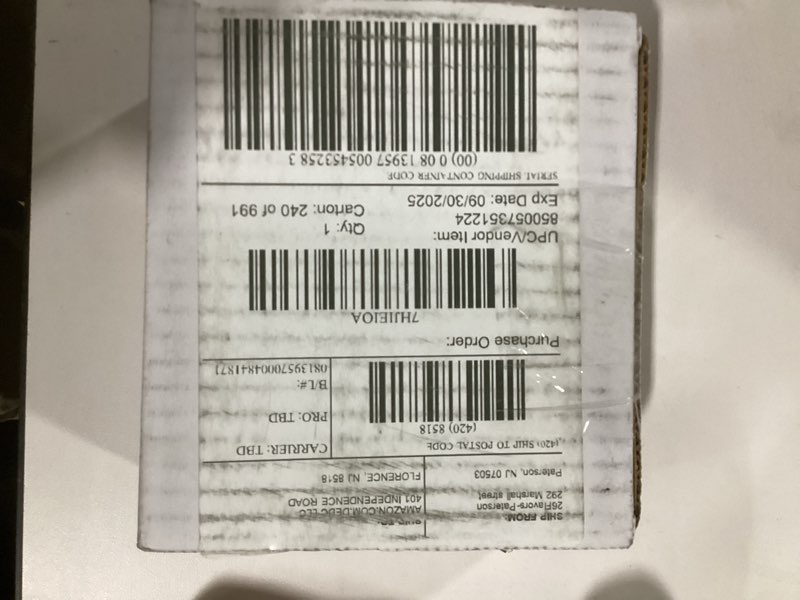 SHIP FROM:
26Flavors-Paterson
292 Marshall street
Paterson, NJ 07503
AMAZON.COM.DEDC LLC
401 INDEPENDENCE ROAD
FLORENCE, NJ 8518
(420) SHIP TO POSTAL CODE
(420) 8518
CARRIER: TBD
PRO: TBD
B/L#:
081395700004841871
Purchase Order:
7HJIEIOA
UPC/Vendor Item:
850057351224
Exp Date: 09/30/2025
Qty: 1
Carton: 240 of 991
SERIAL SHIPPING CONTAINER CODE
(00) 0 08 13957 005453258 3